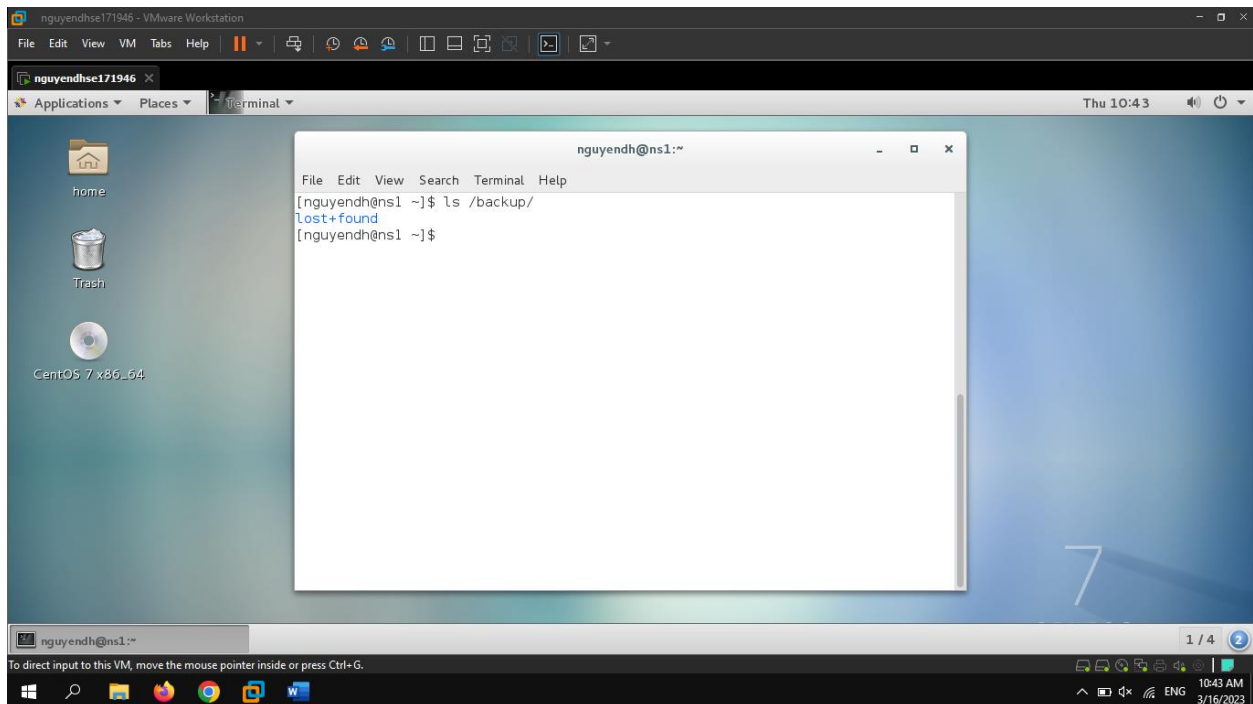 nguyendhse171946 - VMware Workstation
File Edit View VM Tabs Help
nguyendhse171946
Applications Places Terminal
Thu 10:43
home
Trash
CentOS 7 x86_64
nguyendh@ns1:~
File Edit View Search Terminal Help
[nguyendh@ns1 ~]$ ls /backup/
lost+found
[nguyendh@ns1 ~]$
7
nguyendh@ns1:~
1 / 4
2
To direct input to this VM, move the mouse pointer inside or press Ctrl+G.
ENG
10:43 AM
3/16/2023